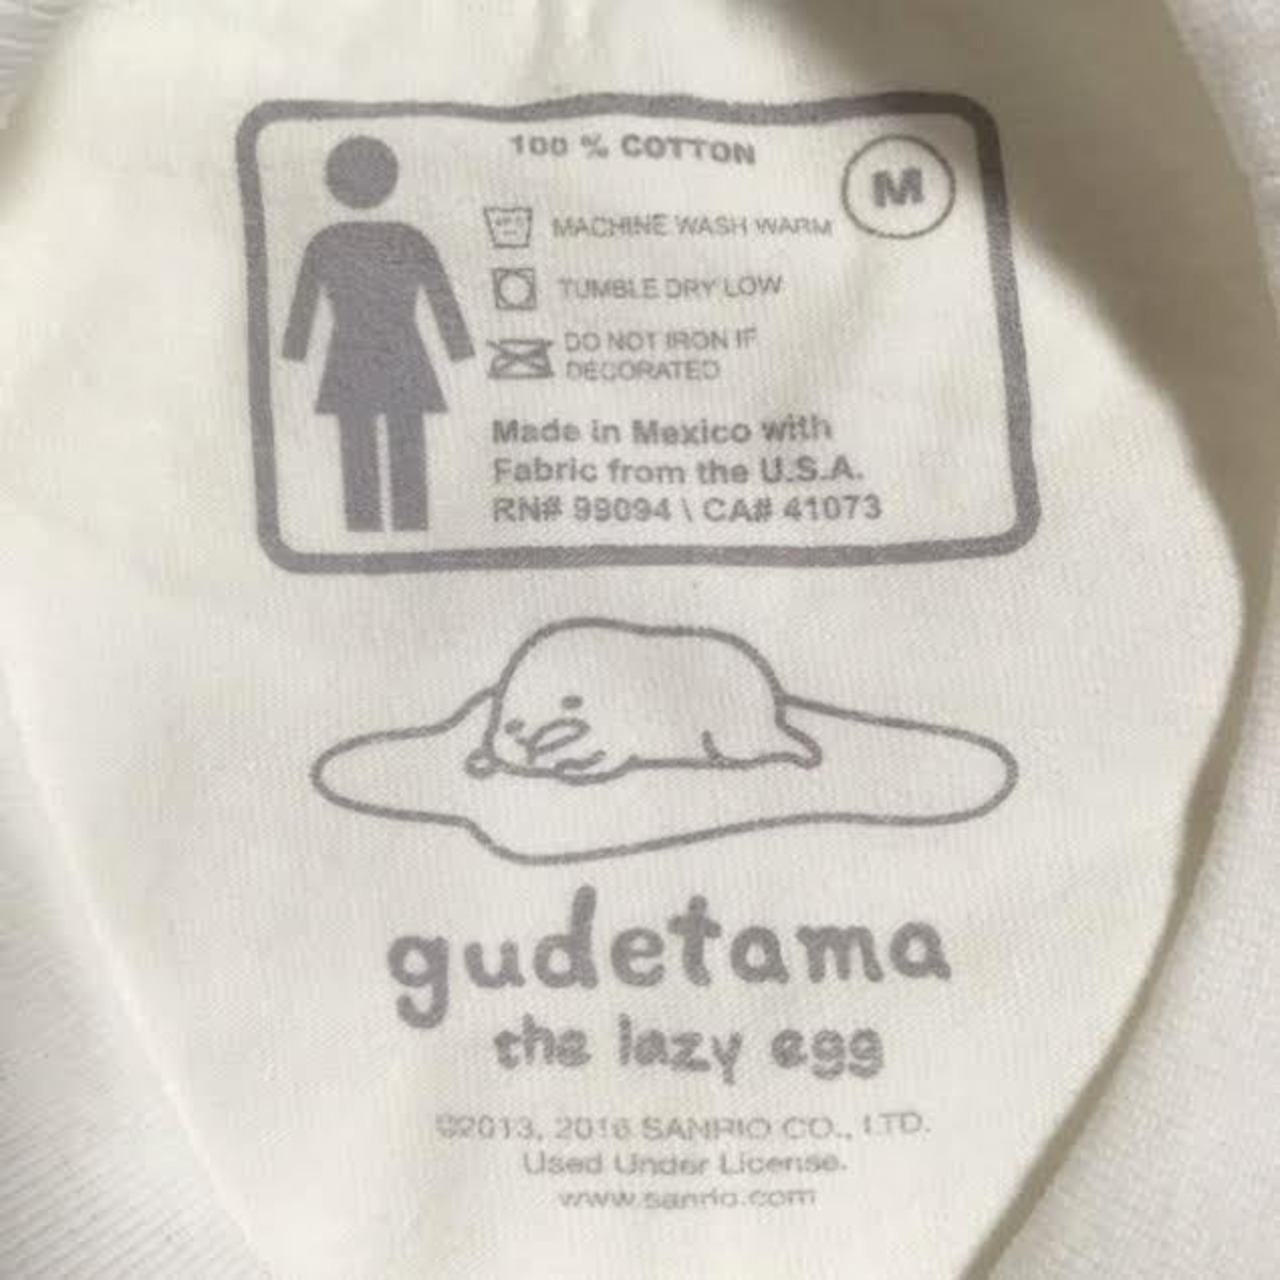 100 % COTTON
M
MACHINE WASH WARM
TUMBLE DRY LOW
DO NOT IRON IF
DECORATED
Made in Mexico with
Fabric from the U.S.A.
RN# 99094 \ CA# 41073
gudetama
the lazy egg
©2013, 2016 SANRIO CO., LTD.
Used Under License.
www.sanrio.com